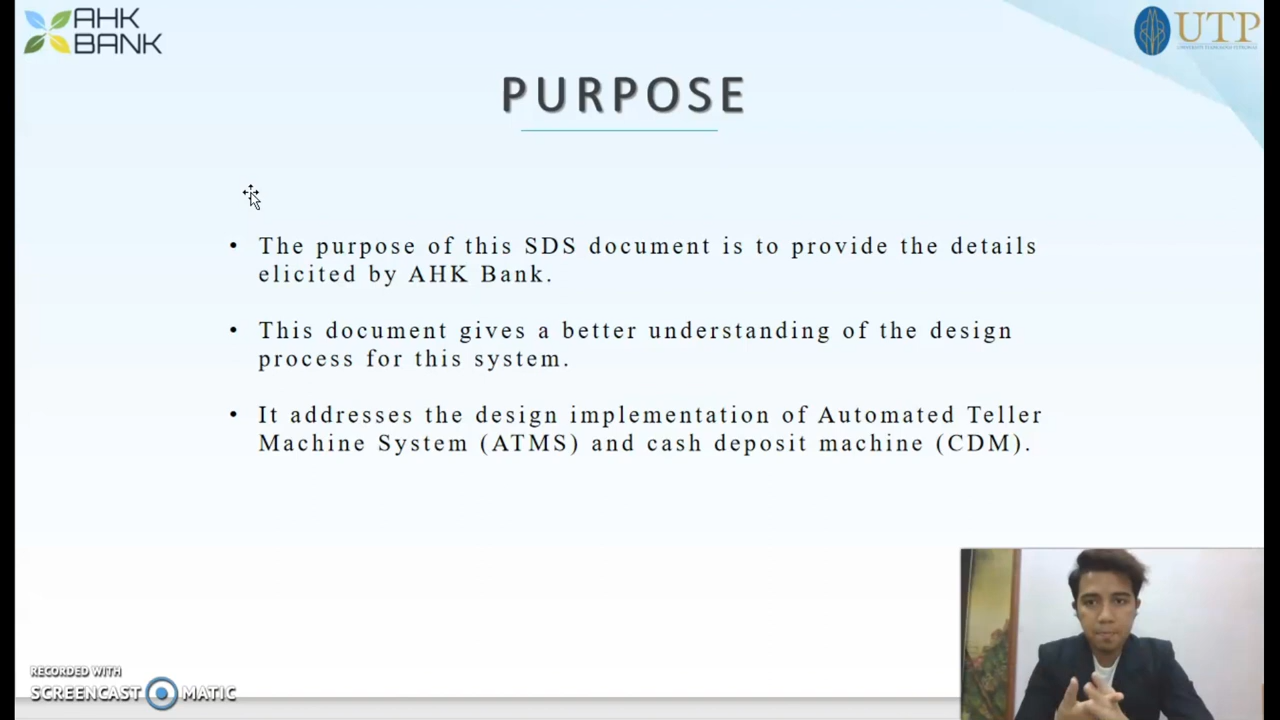 AHK
BANK
UTP
PURPOSE
• The purpose of this SDS document is to provide the details
elicited by AHK Bank.
• This document gives a better understanding of the design
process for this system.
• It addresses the design implementation of Automated Teller
Machine System (ATMS) and cash deposit machine (CDM).
RECORDED WITH
SCREENCAST MATIC